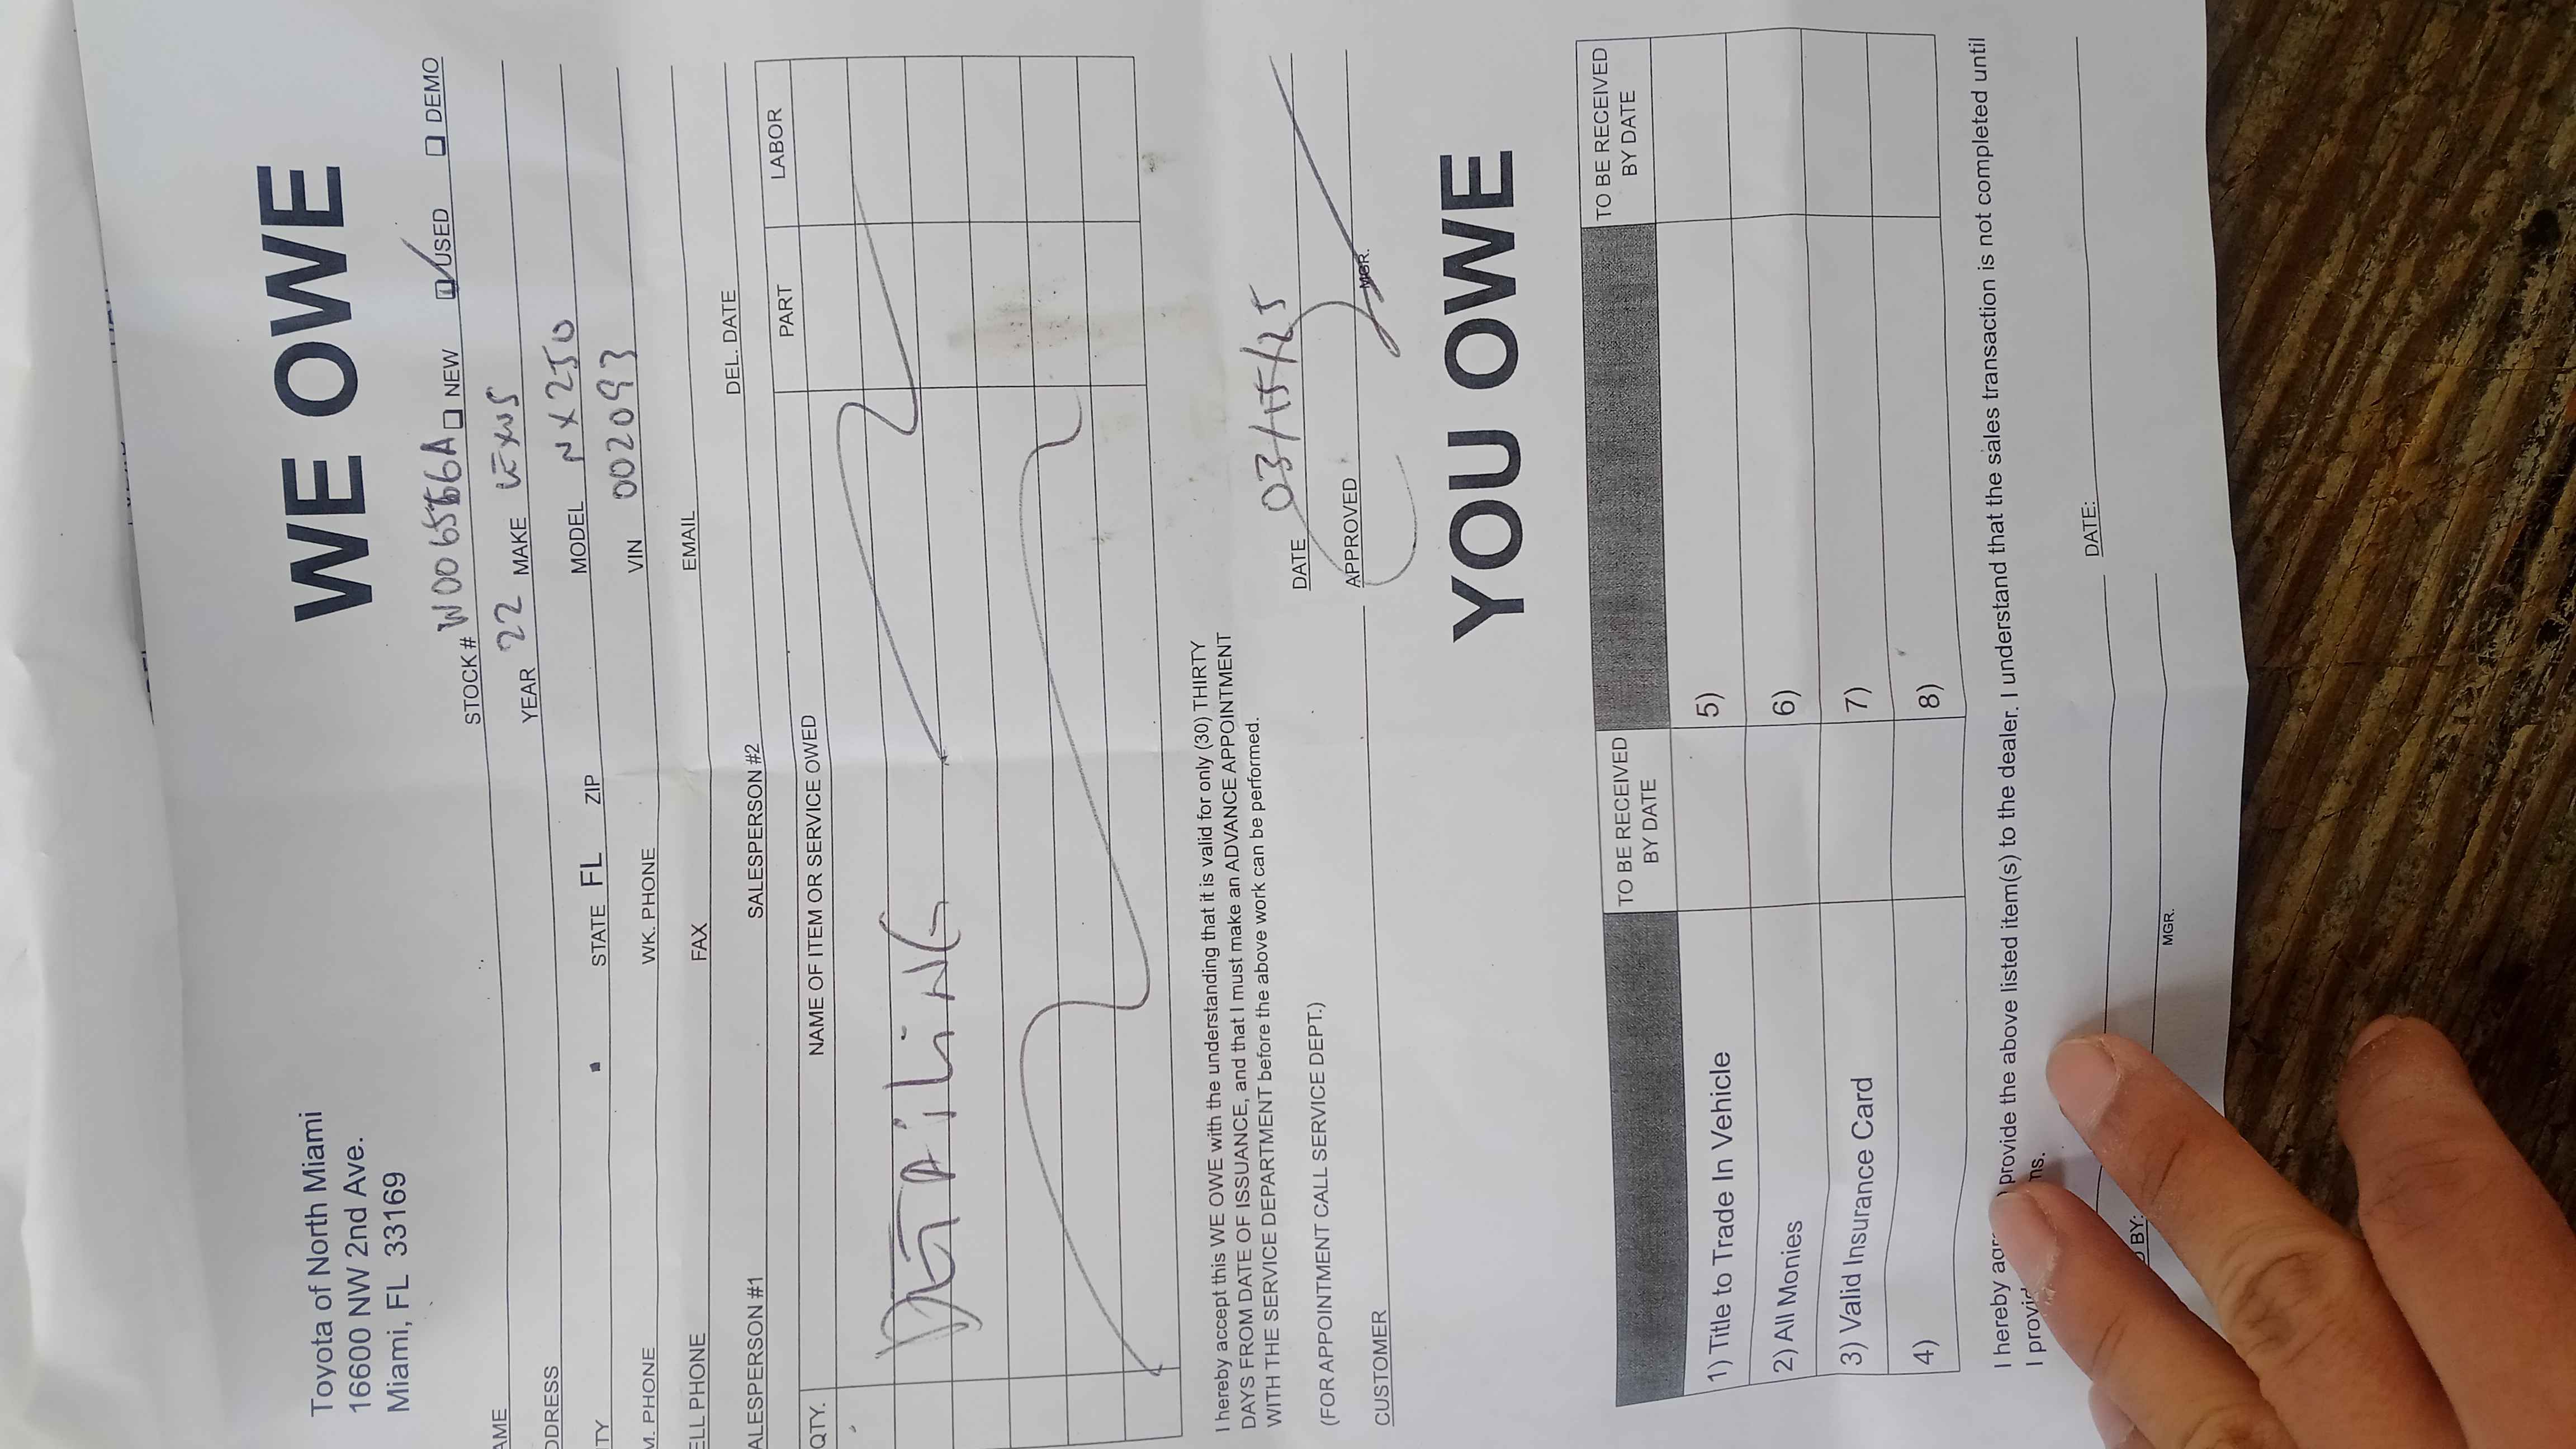 WE OWE
Toyota of North Miami
16600 NW 2nd Ave.
Miami, FL 33169
STOCK # W006556A ❑ NEW ❑ USED ❑ DEMO
AME
YEAR 22 MAKE LEXUS
DDRESS
MODEL NX250
TY STATE FL ZIP
VIN 002093
M. PHONE WK. PHONE
EMAIL
ELL PHONE FAX
DEL. DATE
ALESPERSON #1 SALESPERSON #2
QTY. NAME OF ITEM OR SERVICE OWED PART LABOR
DETAiLiNG
I hereby accept this WE OWE with the understanding that it is valid for only (30) THIRTY
DAYS FROM DATE OF ISSUANCE, and that I must make an ADVANCE APPOINTMENT
WITH THE SERVICE DEPARTMENT before the above work can be performed.
DATE 03/15/25
(FOR APPOINTMENT CALL SERVICE DEPT.)
CUSTOMER APPROVED
MGR.
YOU OWE
TO BE RECEIVED BY DATE TO BE RECEIVED BY DATE
1) Title to Trade In Vehicle 5)
2) All Monies 6)
3) Valid Insurance Card 7)
4) 8)
I hereby provide the above listed item(s) to the dealer. I understand that the sales transaction is not completed until
I
DATE:
BY:
MGR.